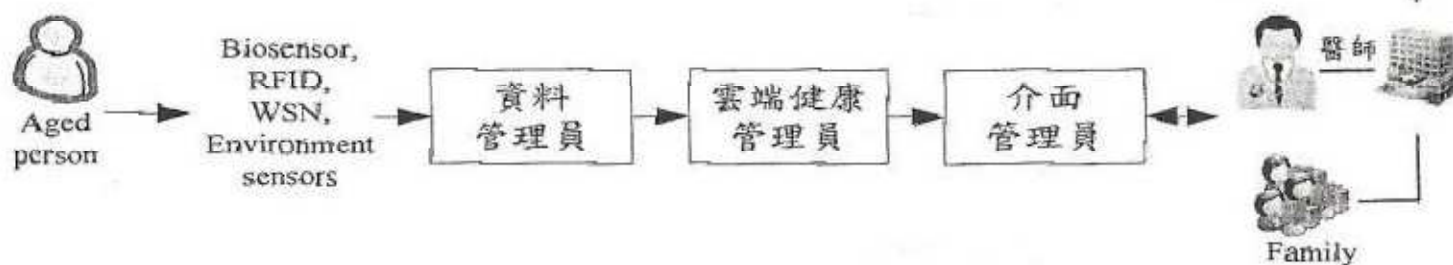 Aged
person
Biosensor,
RFID,
WSN,
Environment
sensors
資料
管理員
雲端健康
管理員
介面
管理員
醫師
Family